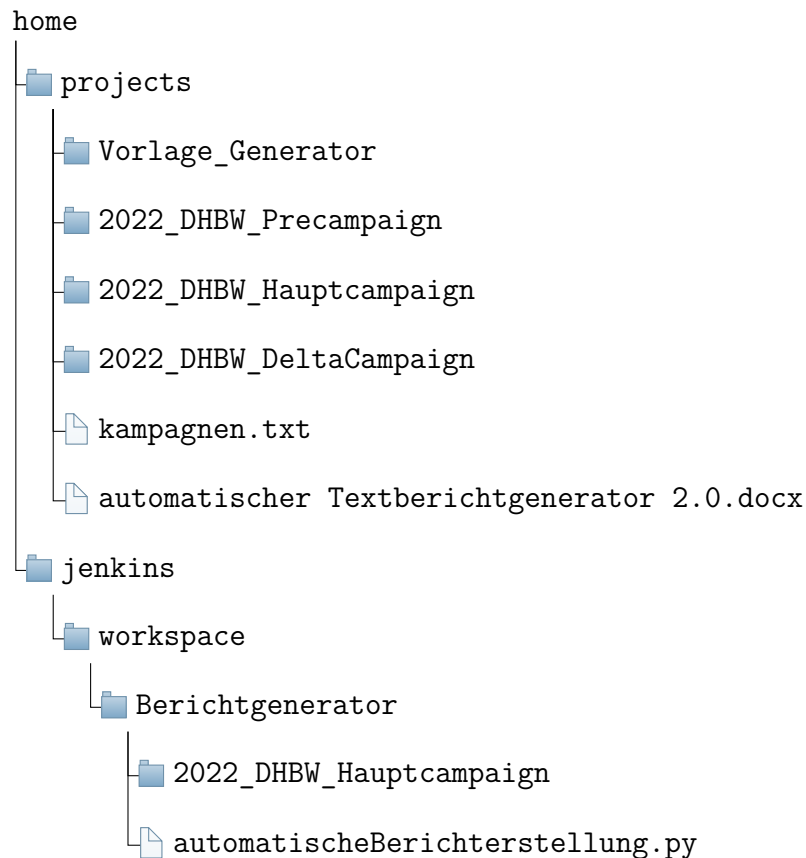 home
projects
Vorlage_Generator
2022_DHBW_Precampaign
2022_DHBW_Hauptcampaign
2022_DHBW_DeltaCampaign
kampagnen.txt
automatischer Textberichtgenerator 2.0.docx
jenkins
workspace
Berichtgenerator
2022_DHBW_Hauptcampaign
automatischeBerichterstellung.py